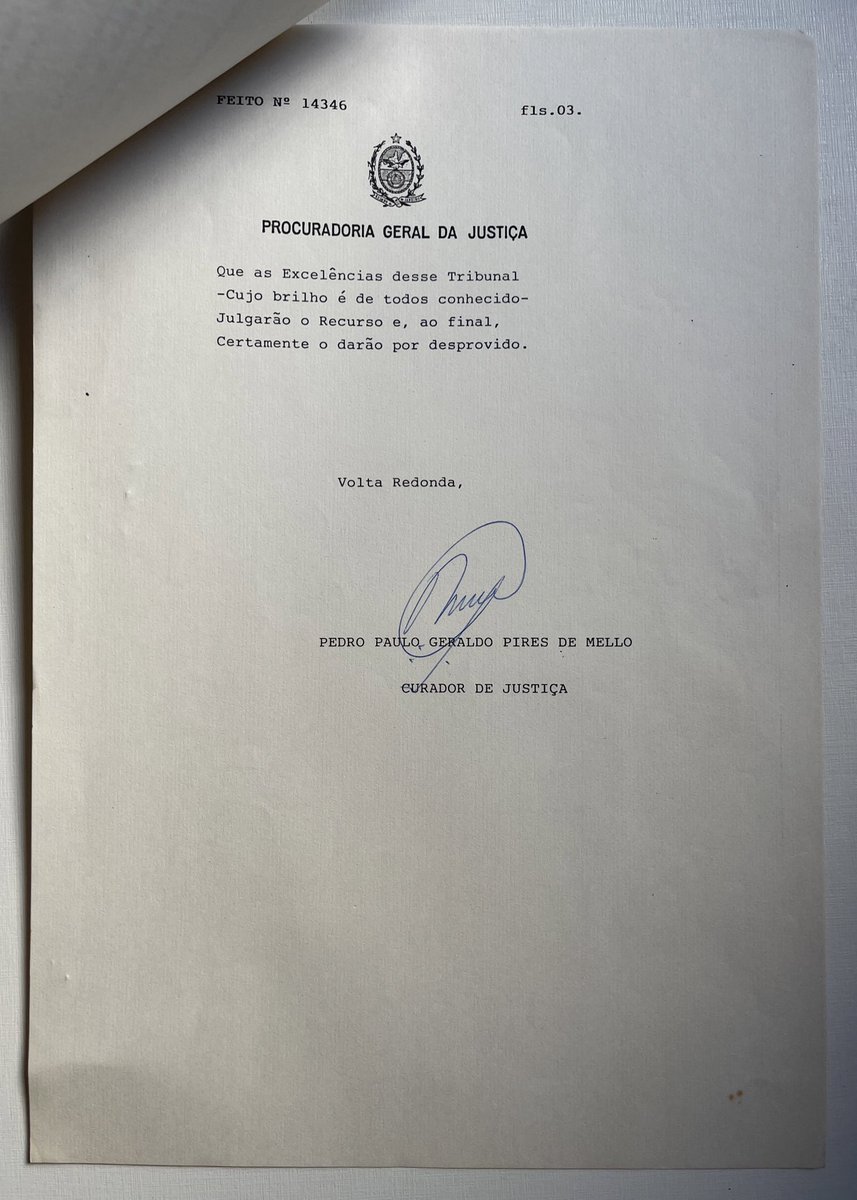 FEITO Nº 14346
fls.03.
PROCURADORIA GERAL DA JUSTIÇA
Que as Excelências desse Tribunal
-Cujo brilho é de todos conhecido-
Julgarão o Recurso e, ao final,
Certamente o darão por desprovido.
Volta Redonda,
PEDRO PAULO GERALDO PIRES DE MELLO
CURADOR DE JUSTIÇA